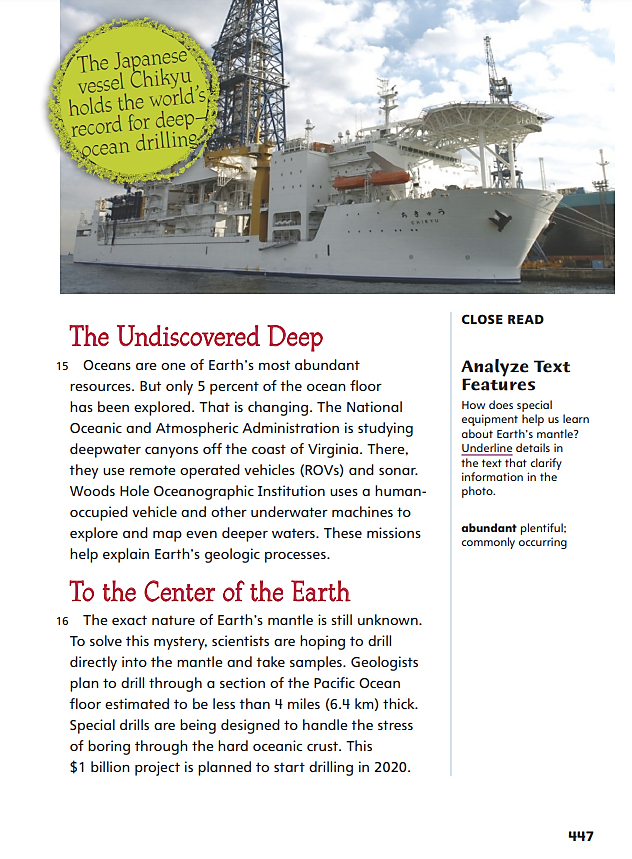 The Japanese
vessel Chikyu
holds the world's
record for deep-
ocean drilling.
ちきゅう
CHIKYU
The Undiscovered Deep
15 Oceans are one of Earth's most abundant
resources. But only 5 percent of the ocean floor
has been explored. That is changing. The National
Oceanic and Atmospheric Administration is studying
deepwater canyons off the coast of Virginia. There,
they use remote operated vehicles (ROVs) and sonar.
Woods Hole Oceanographic Institution uses a human-
occupied vehicle and other underwater machines to
explore and map even deeper waters. These missions
help explain Earth's geologic processes.
To the Center of the Earth
16 The exact nature of Earth's mantle is still unknown.
To solve this mystery, scientists are hoping to drill
directly into the mantle and take samples. Geologists
plan to drill through a section of the Pacific Ocean
floor estimated to be less than 4 miles (6.4 km) thick.
Special drills are being designed to handle the stress
of boring through the hard oceanic crust. This
$1 billion project is planned to start drilling in 2020.
CLOSE READ
Analyze Text
Features
How does special
equipment help us learn
about Earth's mantle?
Underline details in
the text that clarify
information in the
photo.
abundant plentiful;
commonly occurring
447